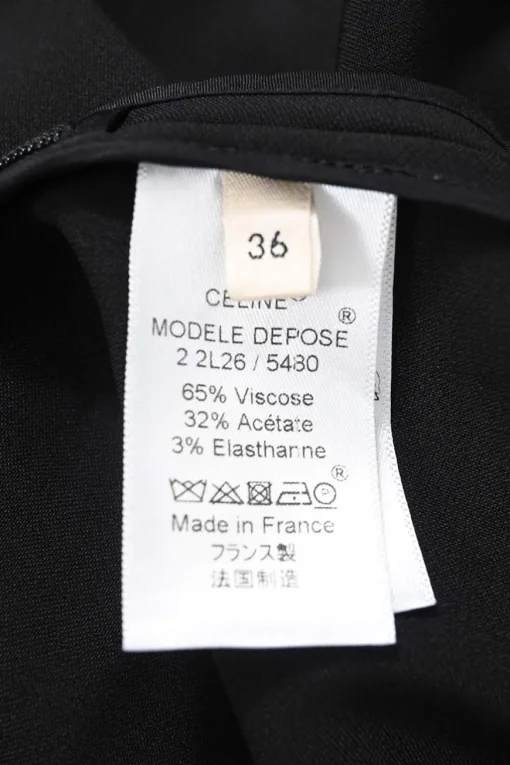 36
CELINE
®
MODELE DEPOSE
2 2L26 / 5480
65% Viscose
32% Acétate
3% Elasthanne
®
P
Made in France
フランス製
法国制造